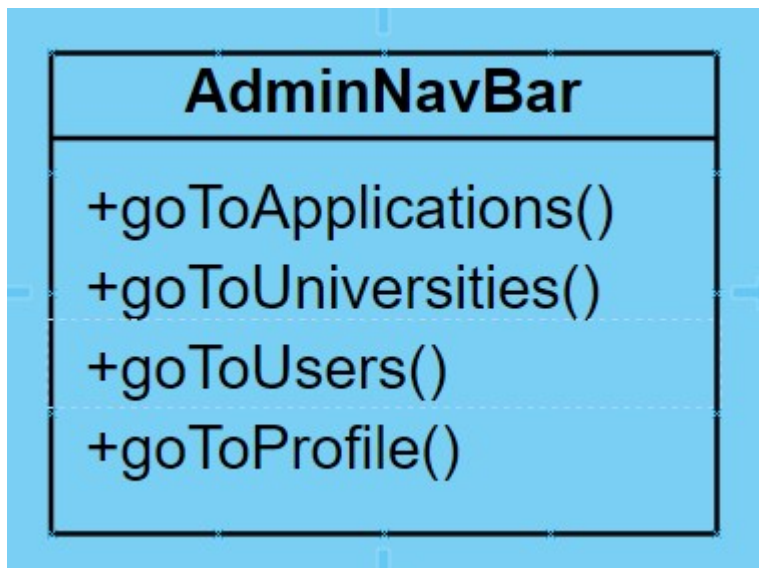 AdminNavBar
+goToApplications()
+goToUniversities()
+goToUsers()
+goToProfile()